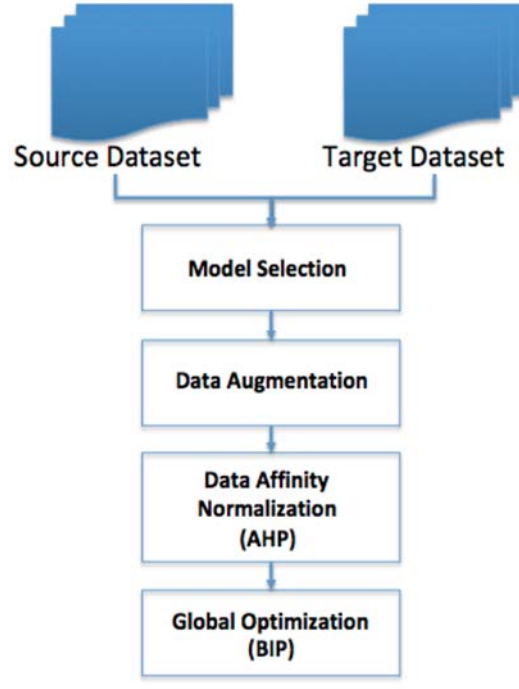 Source Dataset
Target Dataset
Model Selection
Data Augmentation
Data Affinity
Normalization
(AHP)
Global Optimization
(BIP)